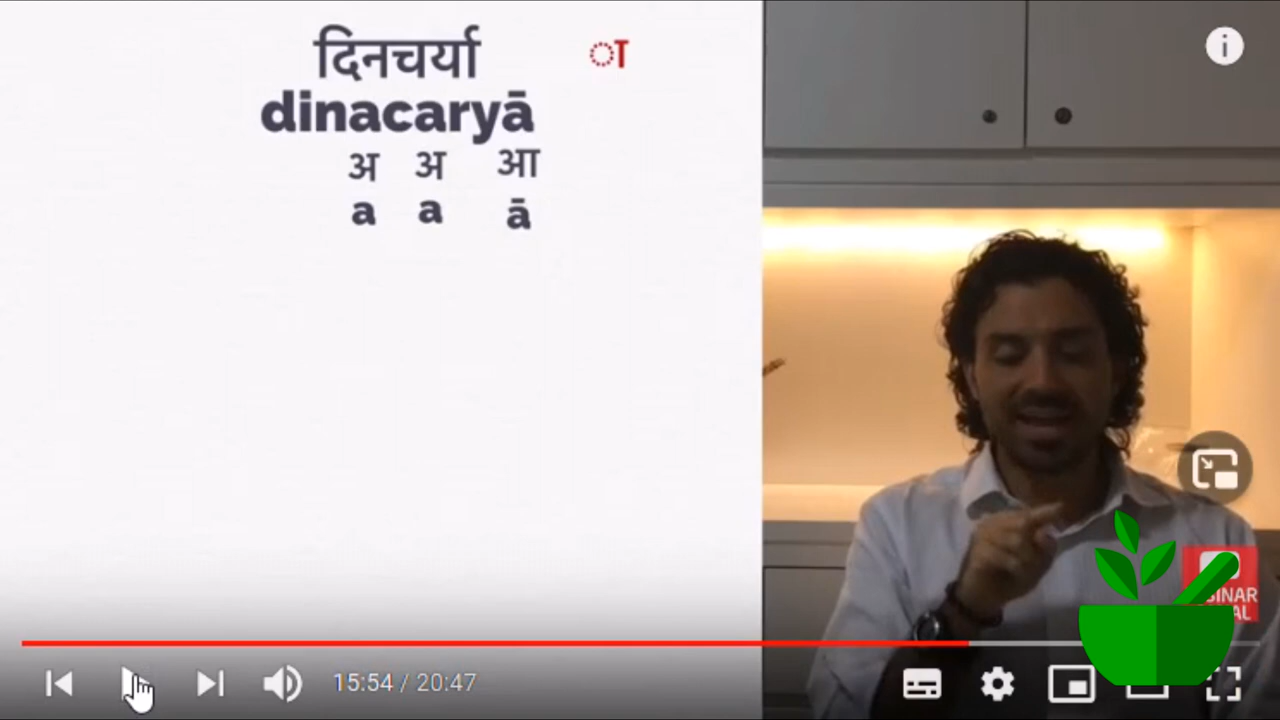 दिनचर्या ा
dinacaryā
अ अ आ
a a ā
15:54 / 20:47